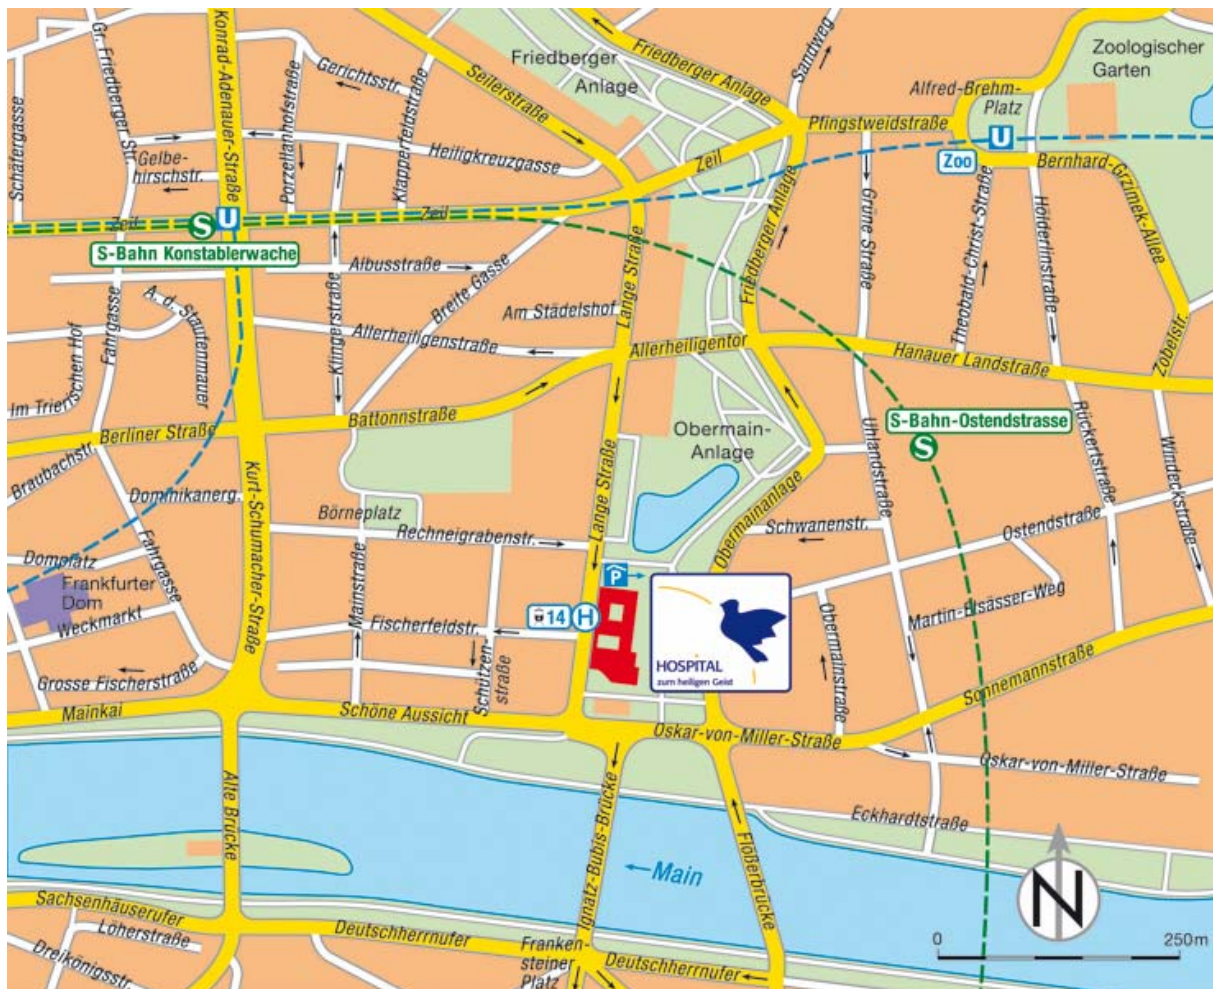 Schäfergasse
Gr. Friedberger Str.
Konrad-Adenauer-Straße
Porzellanhofstraße
Gerichtsstr.
Klapperfeldstraße
Seilerstraße
Friedberger
Anlage
Friedberger Anlage
Sandweg
Zoologischer
Garten
Alfred-Brehm-
Platz
Pfingstweidstraße
U
Zoo
Bernhard-Grzimek-Allee
Gelbe-
hirschstr.
Heiligkreuzgasse
Zeil
Zeil
Zeil
S
U
S-Bahn Konstablerwache
Friedberger Anlage
Grüne Straße
Theobald-Christ-Straße
Hölderlinstraße
Zobelstr.
Albusstraße
Breite Gasse
Lange Straße
Am Städelshof
A. d. Staufenmauer
Fahrgasse
Klingerstraße
Allerheiligenstraße
Allerheiligentor
Hanauer Landstraße
Im Trierischen Hof
Berliner Straße
Battonnstraße
Obermain-
Anlage
S-Bahn-Ostendstrasse
S
Uhlandstraße
Rückertstraße
Windeckstraße
Braubachstr.
Dominikanerg.
Kurt-Schumacher-Straße
Lange Straße
Obermainanlage
Börneplatz
Rechneigrabenstr.
Schwanenstr.
Ostendstraße
Domplatz
Fahrgasse
Frankfurter
Dom
Weckmarkt
Mainstraße
P
14 H
Fischerfeldstr.
Schützen-
straße
HOSPITAL
zum heiligen Geist
Obermainstraße
Martin-Elsässer-Weg
Sonnemannstraße
Grosse Fischerstraße
Mainkai
Schöne Aussicht
Oskar-von-Miller-Straße
Oskar-von-Miller-Straße
Alte Brücke
Ignatz-Bubis-Brücke
Main
Flößerbrücke
Eckhardtstraße
N
Sachsenhäuserufer
Löherstraße
Dreikönigsstr.
Deutschherrnufer
Franken-
steiner
Platz
Deutschherrnufer
0 250m